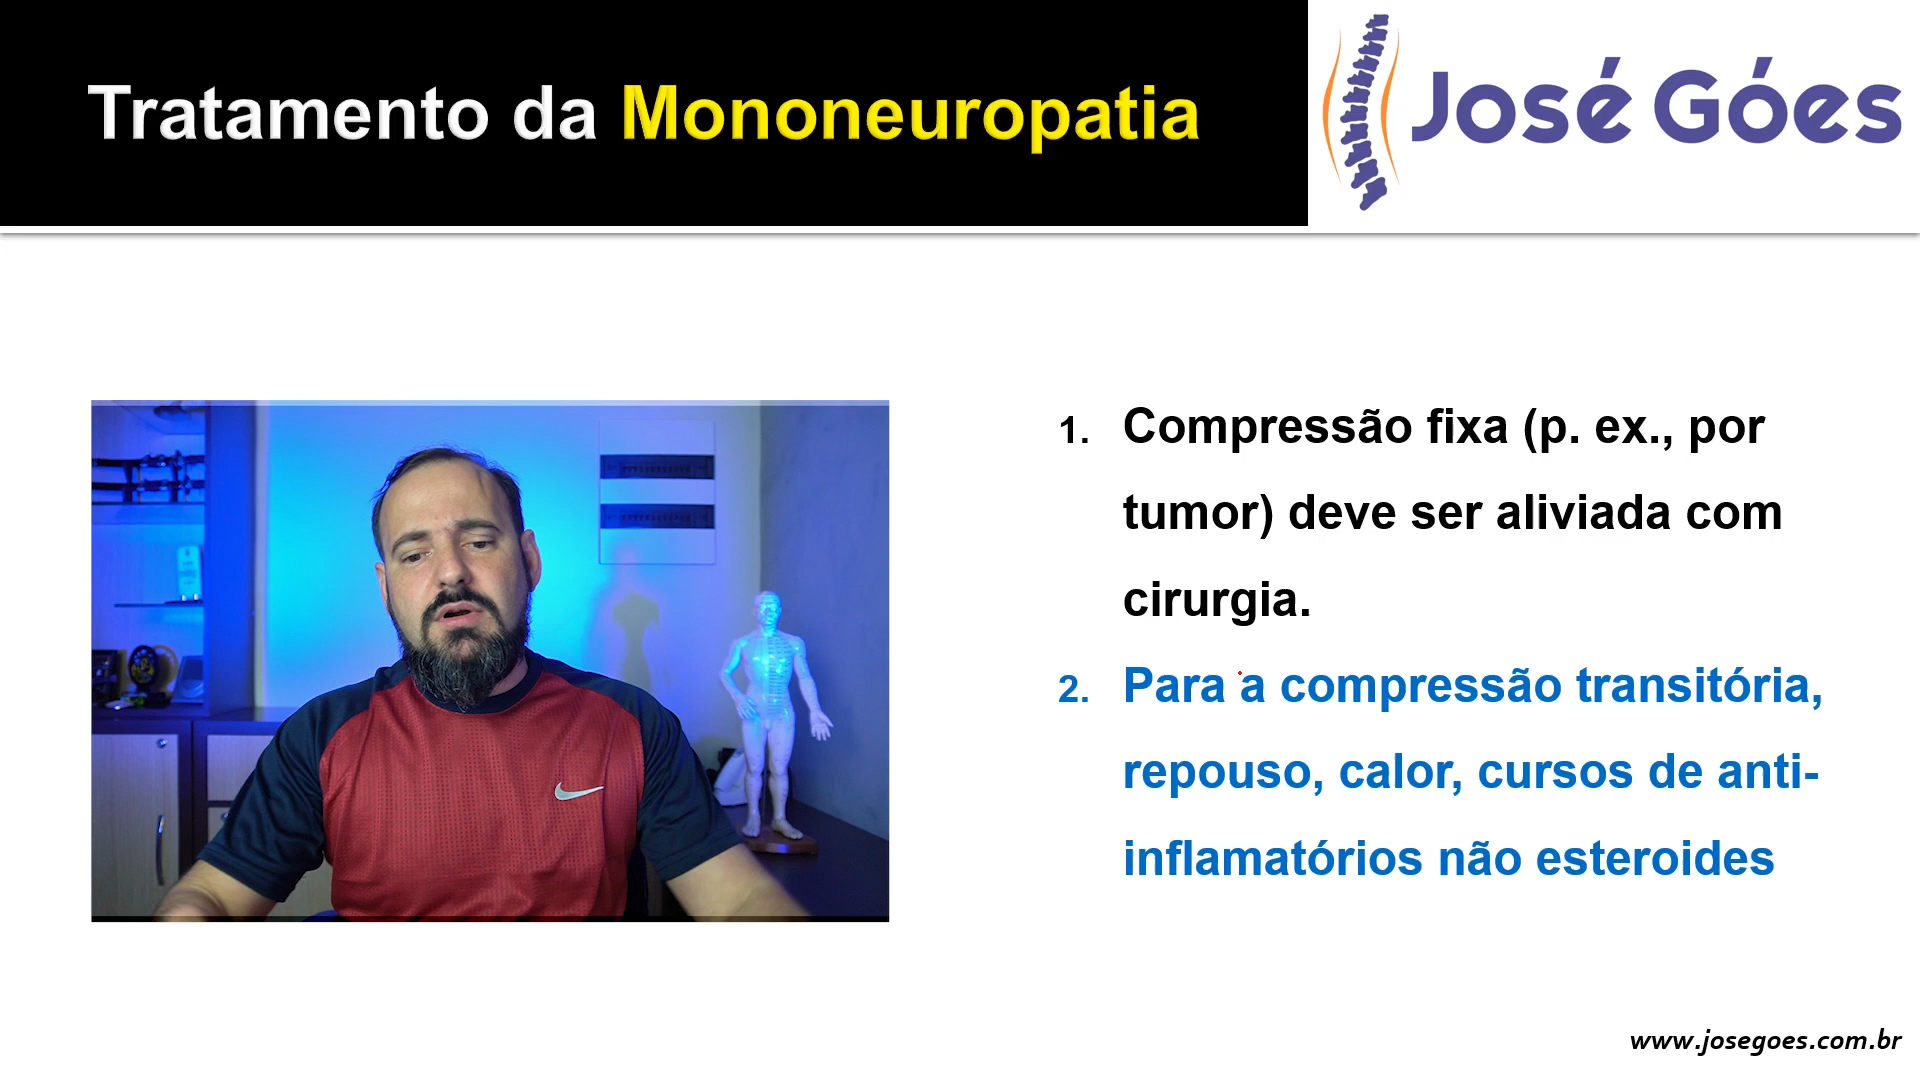 Tratamento da Mononeuropatia
José Góes
1. Compressão fixa (p. ex., por
tumor) deve ser aliviada com
cirurgia.
2. Para a compressão transitória,
repouso, calor, cursos de anti-
inflamatórios não esteroides
www.josegoes.com.br